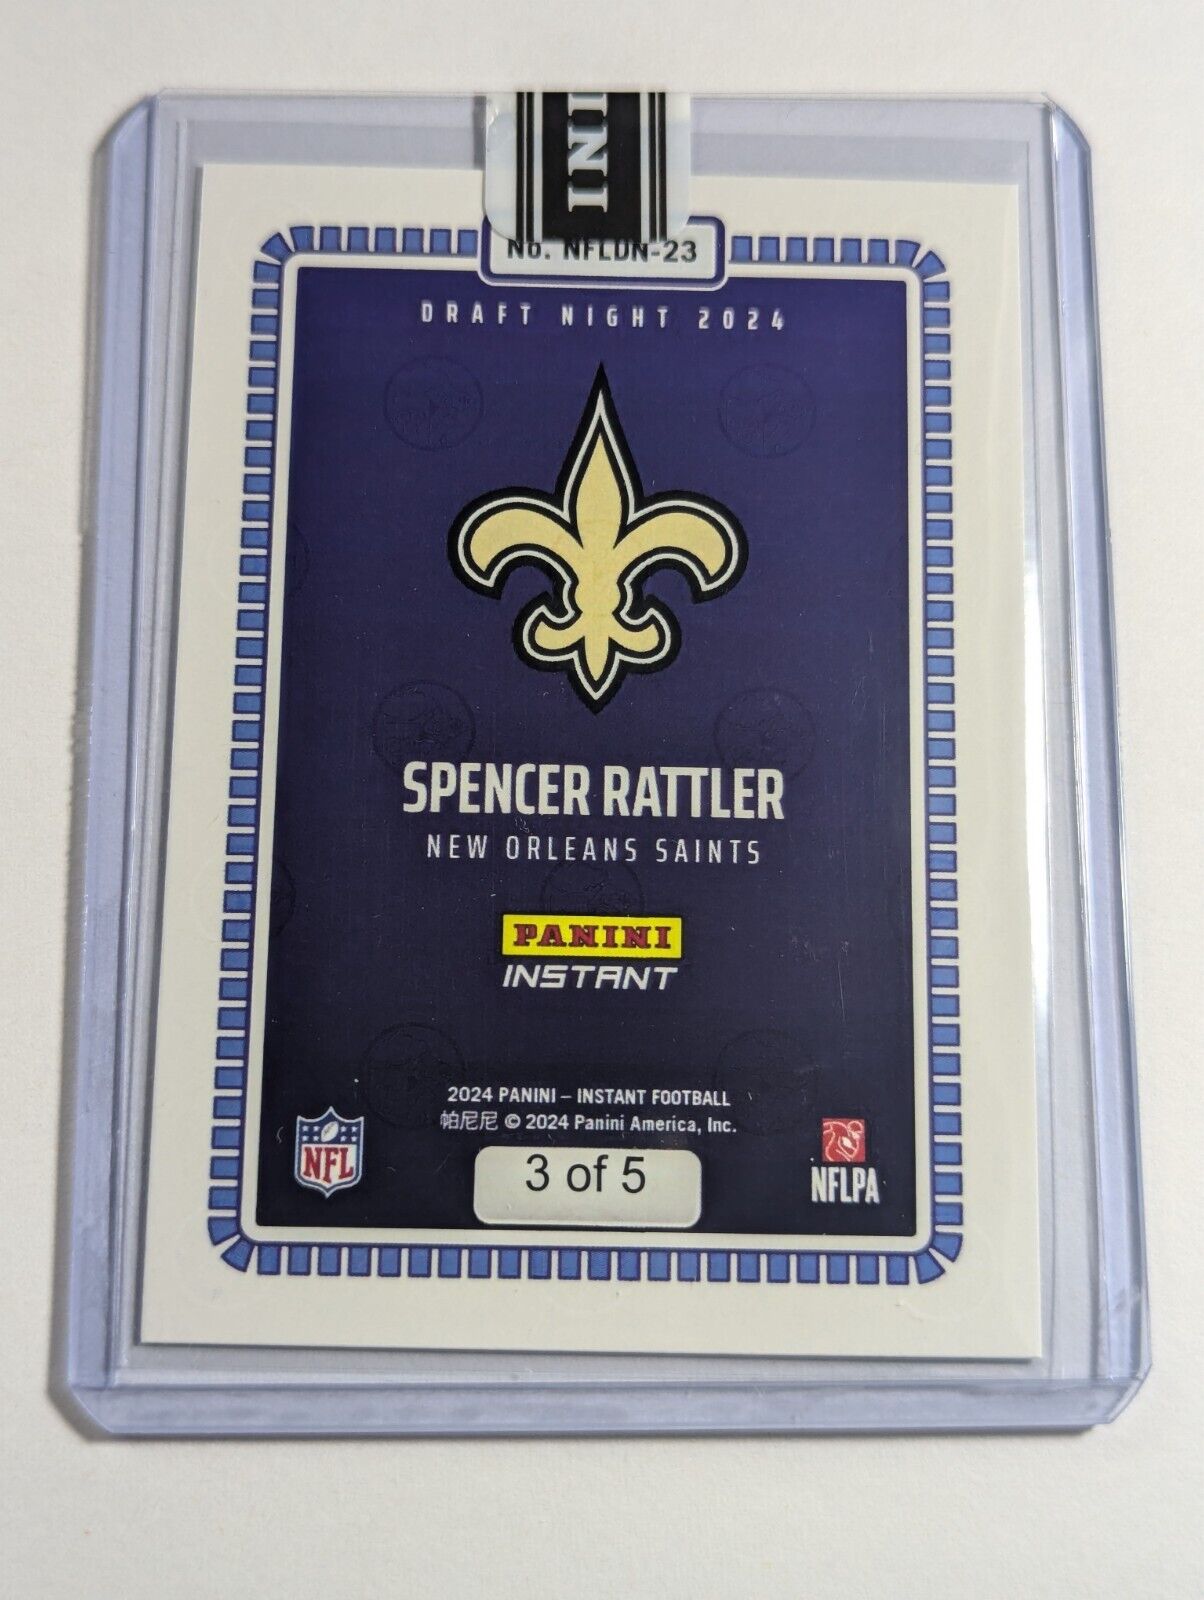 INI
No. NFLDN-23
DRAFT NIGHT 2024
SPENCER RATTLER
NEW ORLEANS SAINTS
PANINI
INSTANT
2024 PANINI – INSTANT FOOTBALL
帕尼尼 © 2024 Panini America, Inc.
NFL
3 of 5
NFLPA